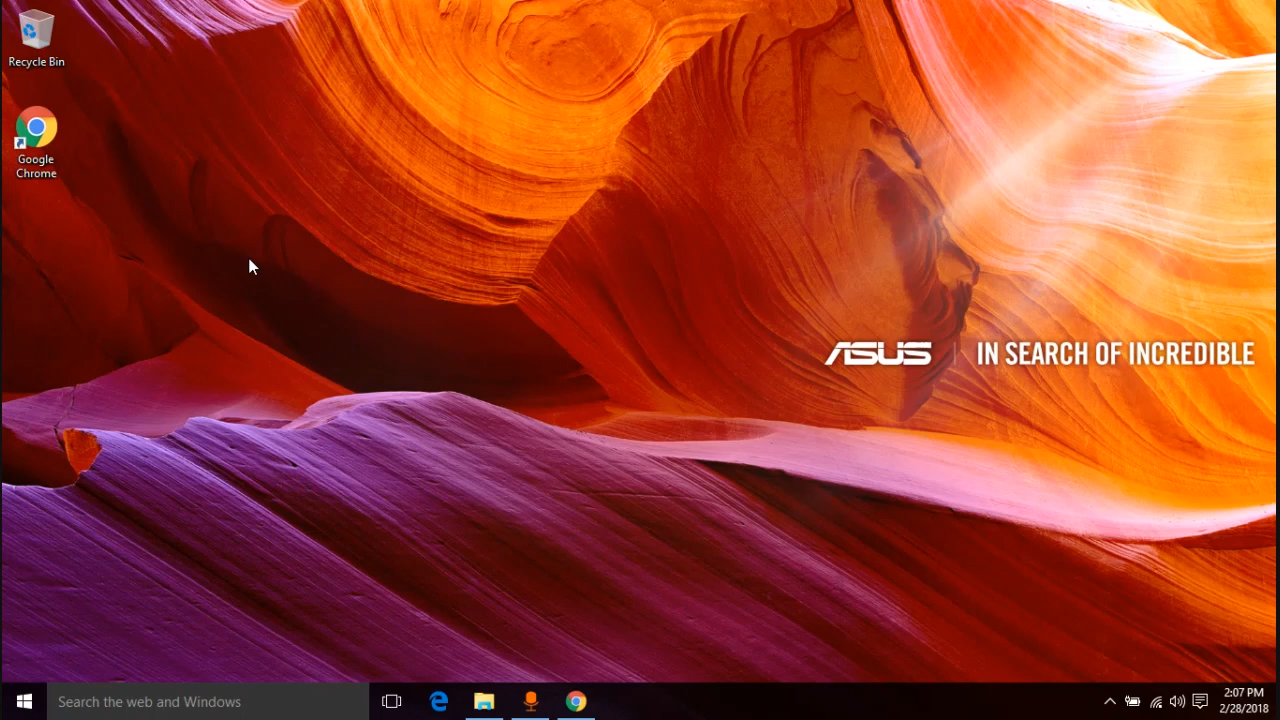 Recycle Bin
Google
Chrome
ASUS
IN SEARCH OF INCREDIBLE
Search the web and Windows
2:07 PM
2/28/2018